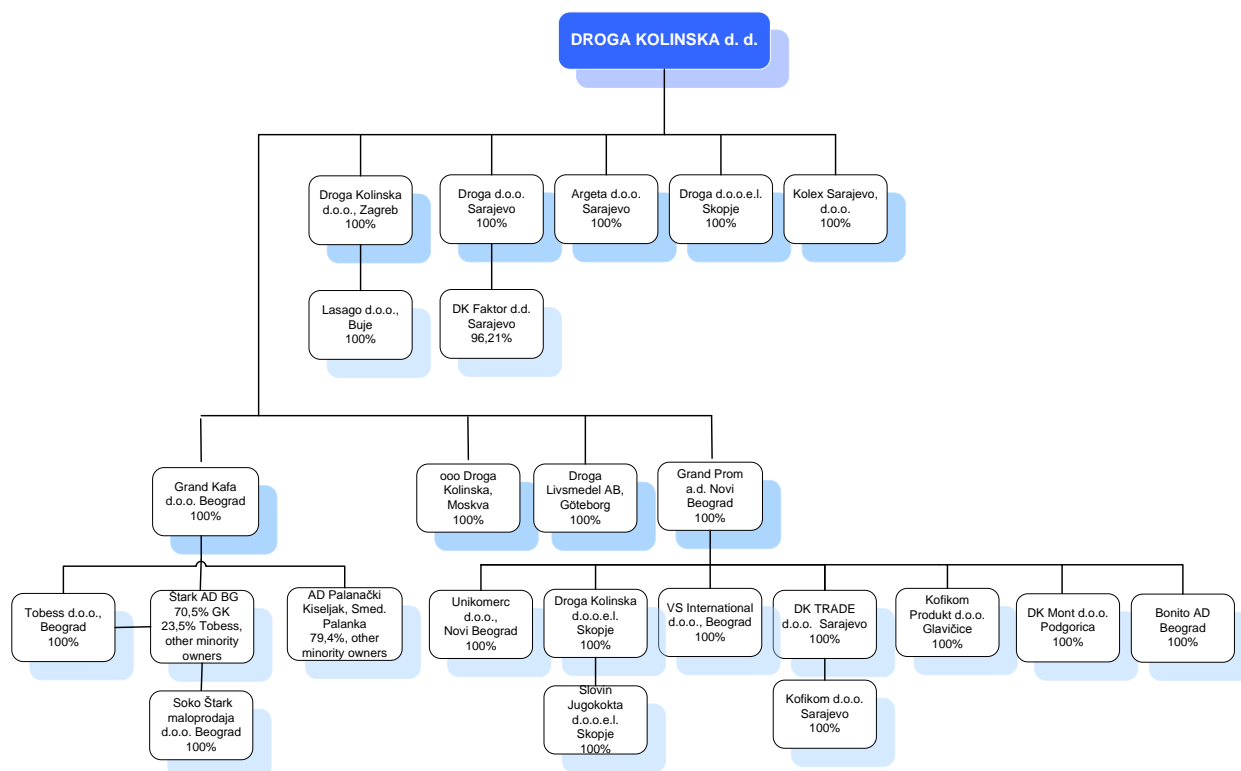 DROGA KOLINSKA d. d.
Droga Kolinska
d.o.o., Zagreb
100%
Droga d.o.o.
Sarajevo
100%
Argeta d.o.o.
Sarajevo
100%
Droga d.o.o.e.l.
Skopje
100%
Kolex Sarajevo,
d.o.o.
100%
Lasago d.o.o.,
Buje
100%
DK Faktor d.d.
Sarajevo
96,21%
Grand Kafa
d.o.o. Beograd
100%
ooo Droga
Kolinska,
Moskva
100%
Droga
Livsmedel AB,
Göteborg
100%
Grand Prom
a.d. Novi
Beograd
100%
Tobess d.o.o.,
Beograd
100%
Štark AD BG
70,5% GK
23,5% Tobess,
other minority
owners
AD Palanački
Kiseljak, Smed.
Palanka
79,4%, other
minority owners
Unikomerc
d.o.o.,
Novi Beograd
100%
Droga Kolinska
d.o.o.e.l.
Skopje
100%
VS International
d.o.o., Beograd
100%
DK TRADE
d.o.o. Sarajevo
100%
Kofikom
Produkt d.o.o.
Glavičice
100%
DK Mont d.o.o.
Podgorica
100%
Bonito AD
Beograd
100%
Soko Štark
maloprodaja
d.o.o. Beograd
100%
Slovin
Jugokokta
d.o.o.e.l.
Skopje
100%
Kofikom d.o.o.
Sarajevo
100%